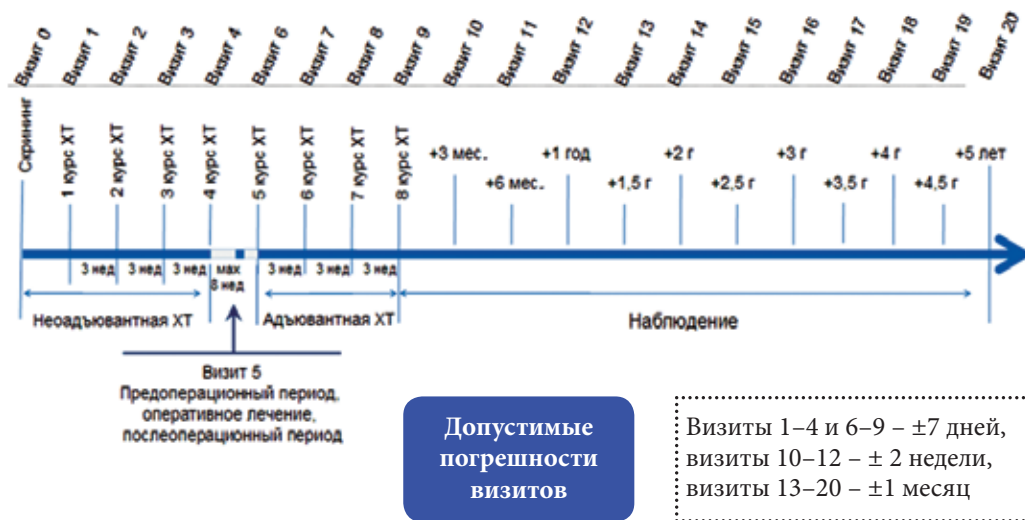 Визит 0
Визит 1
Визит 2
Визит 3
Визит 4
Визит 6
Визит 7
Визит 8
Визит 9
Визит 10
Визит 11
Визит 12
Визит 13
Визит 14
Визит 15
Визит 16
Визит 17
Визит 18
Визит 19
Визит 20
Скрининг
1 курс ХТ
2 курс ХТ
3 курс ХТ
4 курс ХТ
5 курс ХТ
6 курс ХТ
7 курс ХТ
8 курс ХТ
+3 мес.
+6 мес.
+1 год
+1,5 г
+2 г
+2,5 г
+3 г
+3,5 г
+4 г
+4,5 г
+5 лет
3 нед
3 нед
3 нед
мах
8 нед
3 нед
3 нед
3 нед
Неоадъювантная ХТ
Адъювантная ХТ
Наблюдение
Визит 5
Предоперационный период,
оперативное лечение,
послеоперационный период
Допустимые
погрешности
визитов
Визиты 1–4 и 6–9 – ±7 дней,
визиты 10–12 – ± 2 недели,
визиты 13–20 – ±1 месяц